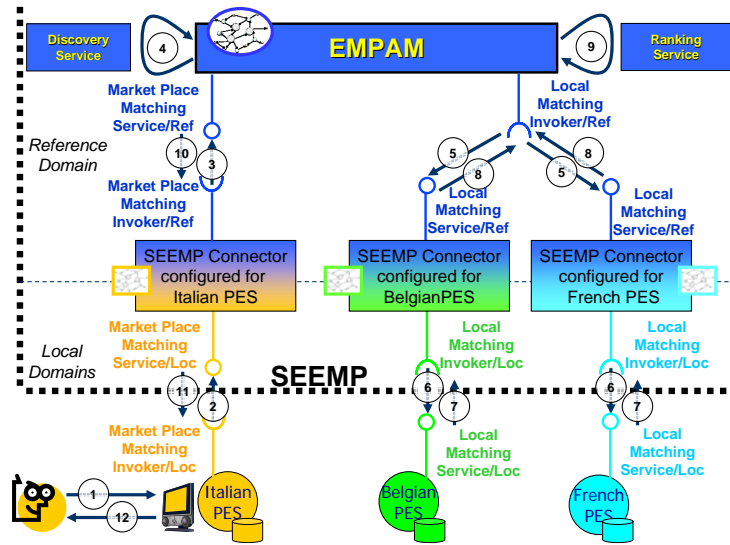 Discovery
Service
4
EMPAM
9
Ranking
Service
Market Place
Matching
Service/Ref
Local
Matching
Invoker/Ref
Reference
Domain
10
3
5
8
8
5
Market Place
Matching
Invoker/Ref
Local
Matching
Service/Ref
Local
Matching
Service/Ref
SEEMP Connector
configured for
Italian PES
SEEMP Connector
configured for
BelgianPES
SEEMP Connector
configured for
French PES
Market Place
Matching
Service/Loc
Local
Matching
Invoker/Loc
Local
Matching
Invoker/Loc
Local
Domains
SEEMP
11
2
6
7
6
7
Market Place
Matching
Invoker/Loc
Local
Matching
Service/Loc
Local
Matching
Service/Loc
1
12
Italian
PES
Belgian
PES
French
PES